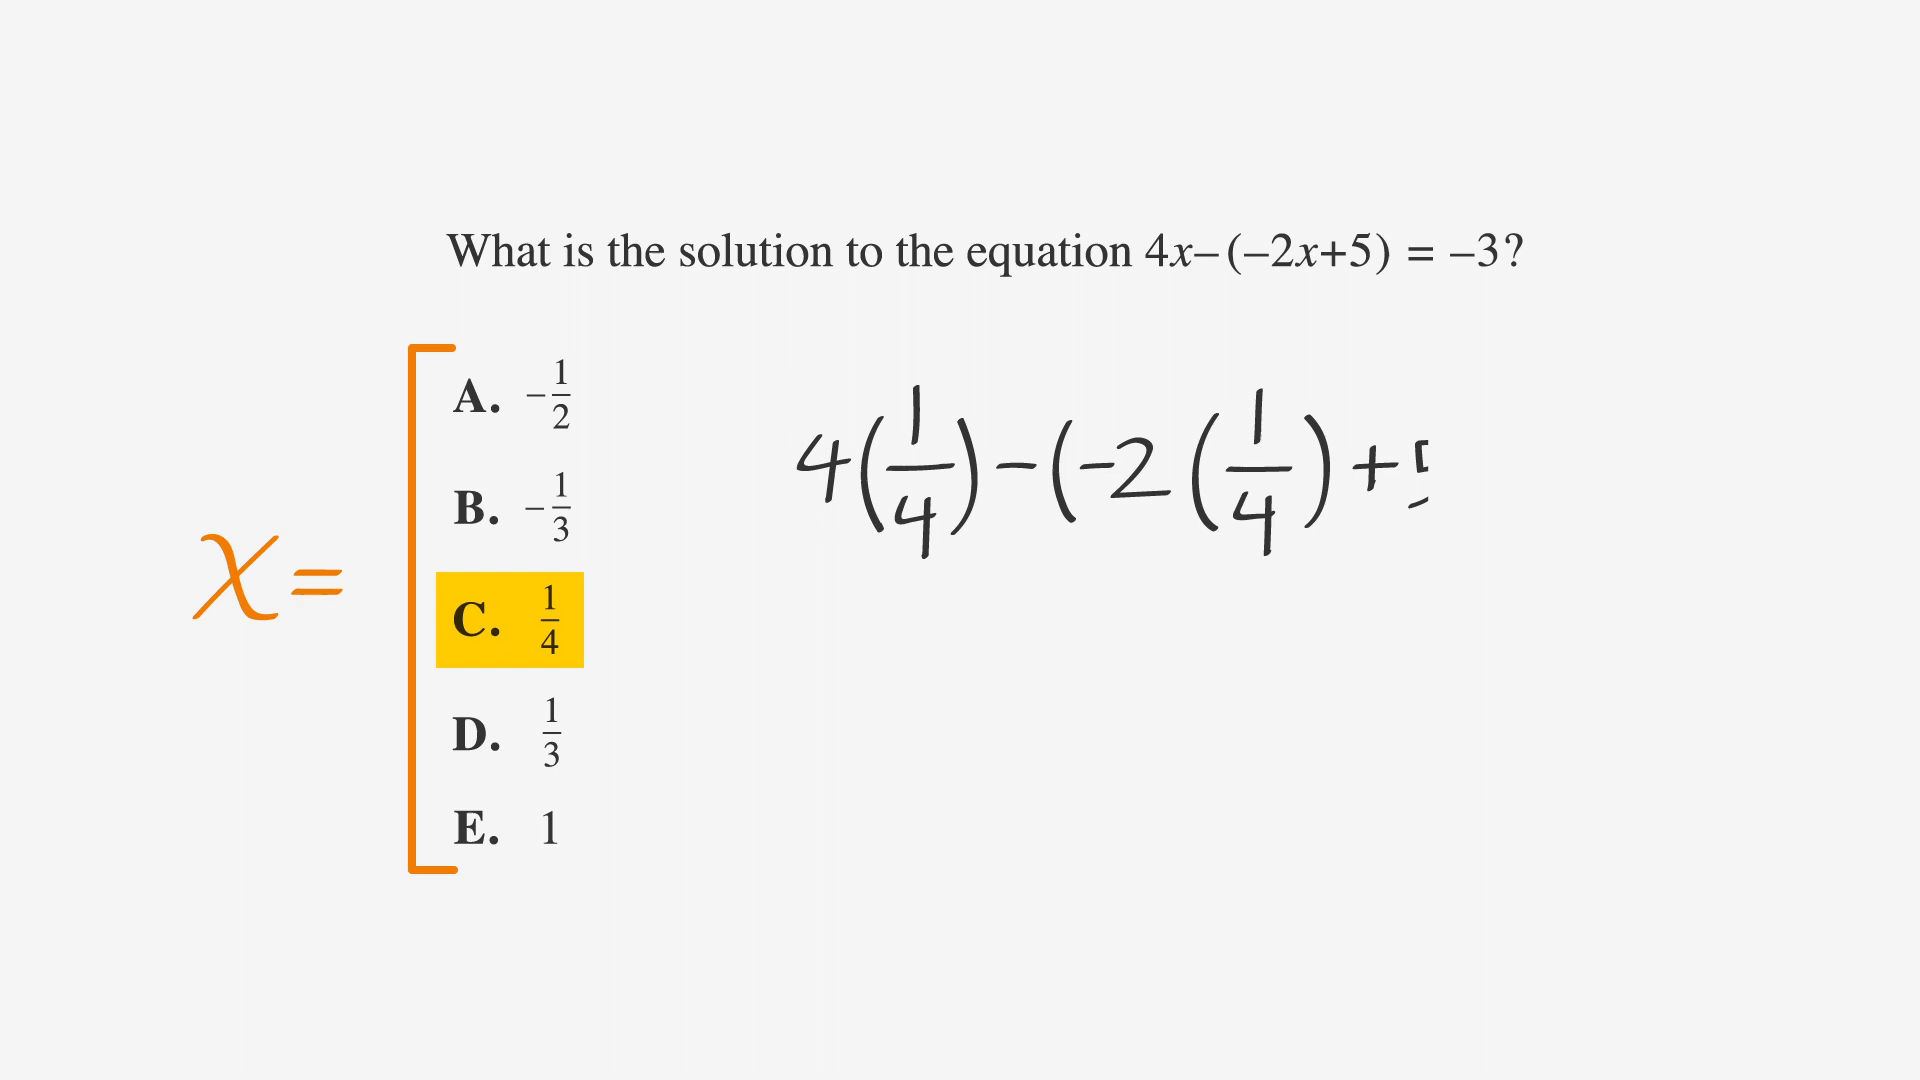 What is the solution to the equation 4x–(–2x+5) = –3?
A. –1/2
B. –1/3
x=
C. 1/4
D. 1/3
E. 1
4(1/4)–(–2(1/4)+